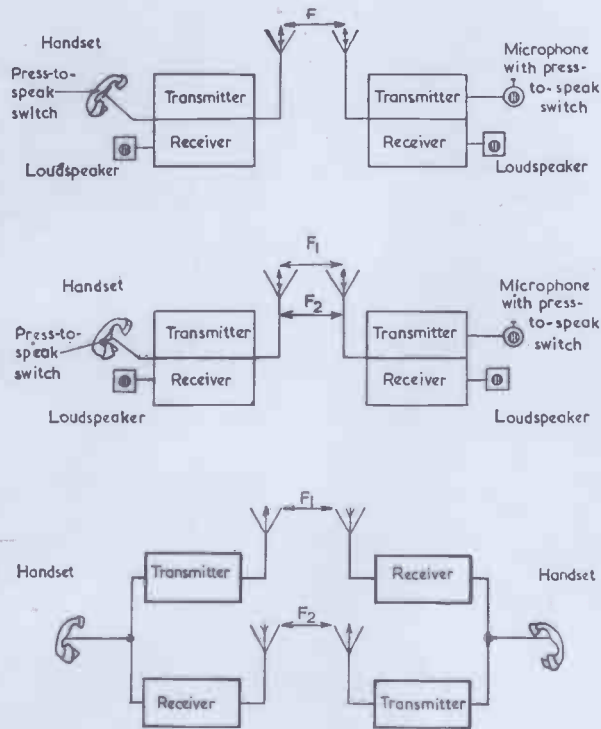 F
Handset
Press-to-
speak
switch
Transmitter
Receiver
Loudspeaker
Transmitter
Receiver
Microphone
with press-
to-speak
switch
Loudspeaker
F1
F2
Handset
Press-to-
speak
switch
Transmitter
Receiver
Loudspeaker
Transmitter
Receiver
Microphone
with press-
to-speak
switch
Loudspeaker
F1
Handset
Transmitter
Receiver
Handset
F2
Receiver
Transmitter